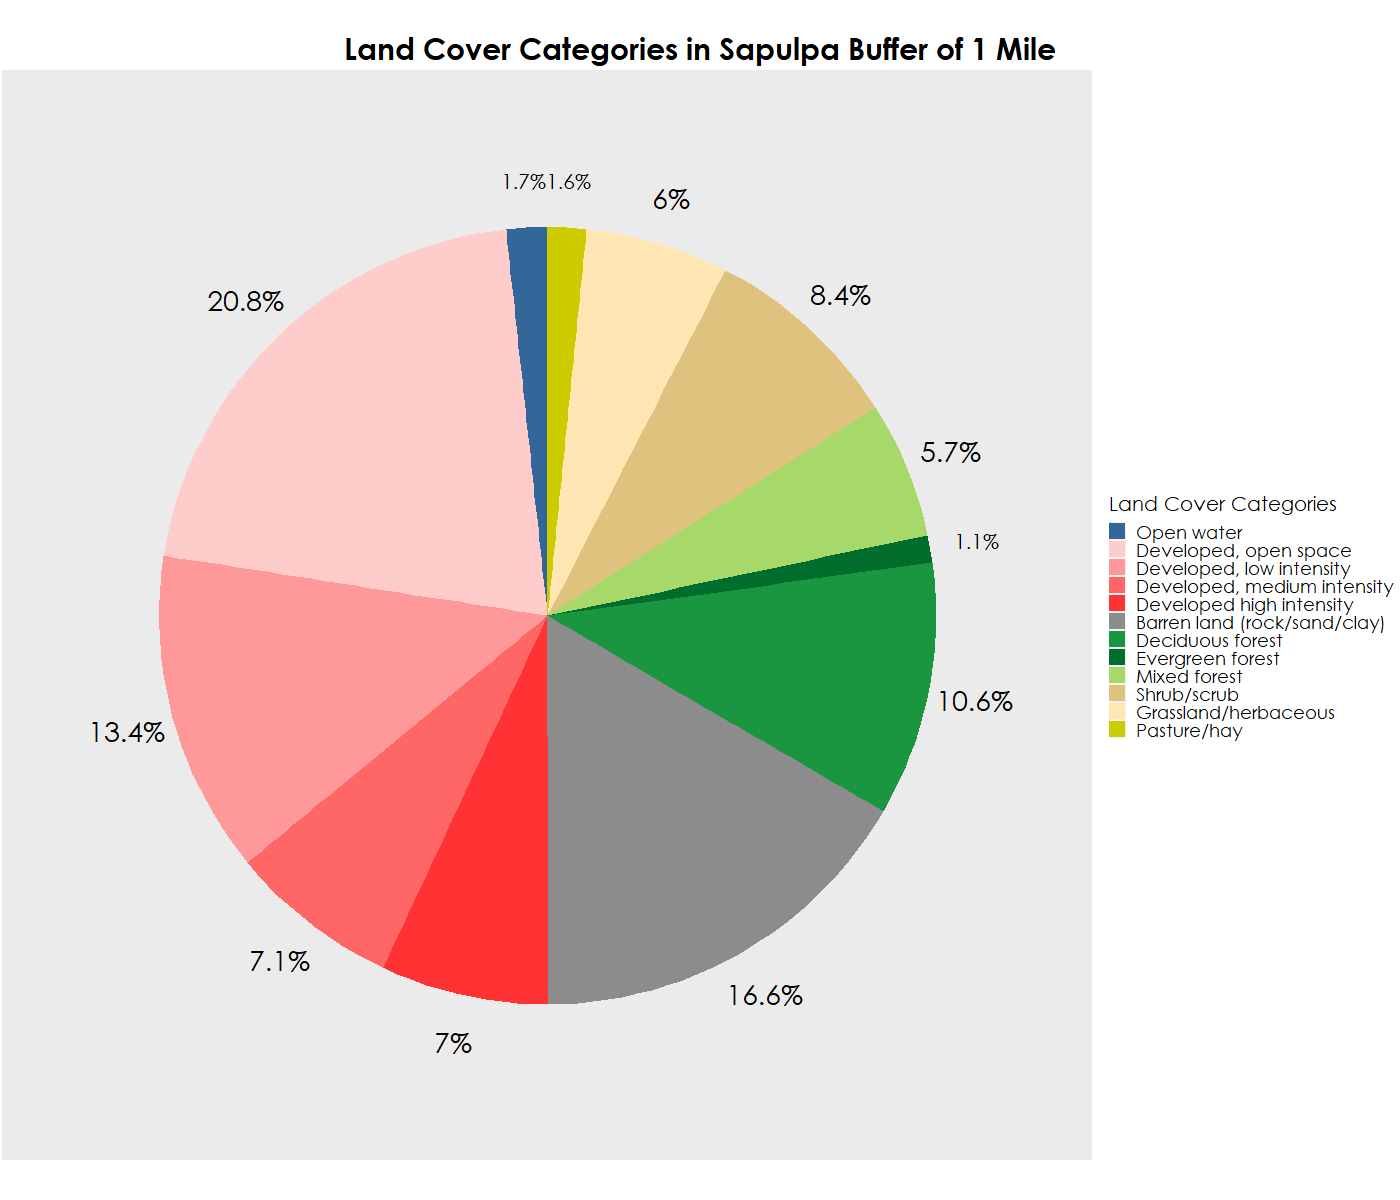 Land Cover Categories in Sapulpa Buffer of 1 Mile
1.7%
1.6%
6%
20.8%
8.4%
5.7%
1.1%
10.6%
13.4%
7.1%
16.6%
7%
Land Cover Categories
Open water
Developed, open space
Developed, low intensity
Developed, medium intensity
Developed high intensity
Barren land (rock/sand/clay)
Deciduous forest
Evergreen forest
Mixed forest
Shrub/scrub
Grassland/herbaceous
Pasture/hay